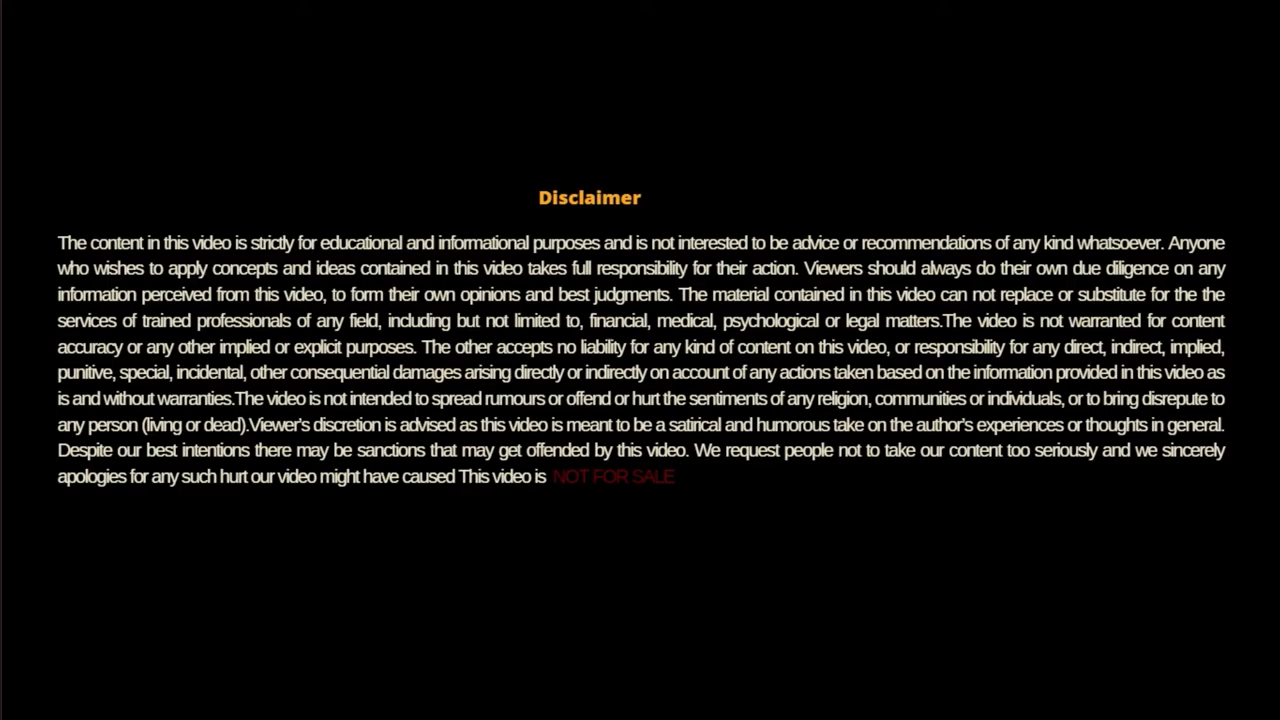 Disclaimer
The content in this video is strictly for educational and informational purposes and is not interested to be advice or recommendations of any kind whatsoever. Anyone
who wishes to apply concepts and ideas contained in this video takes full responsibility for their action. Viewers should always do their own due diligence on any
information perceived from this video, to form their own opinions and best judgments. The material contained in this video can not replace or substitute for the the
services of trained professionals of any field, including but not limited to, financial, medical, psychological or legal matters.The video is not warranted for content
accuracy or any other implied or explicit purposes. The other accepts no liability for any kind of content on this video, or responsibility for any direct, indirect, implied,
punitive, special, incidental, other consequential damages arising directly or indirectly on account of any actions taken based on the information provided in this video as
is and without warranties.The video is not intended to spread rumours or offend or hurt the sentiments of any religion, communities or individuals, or to bring disrepute to
any person (living or dead).Viewer's discretion is advised as this video is meant to be a satirical and humorous take on the author's experiences or thoughts in general.
Despite our best intentions there may be sanctions that may get offended by this video. We request people not to take our content too seriously and we sincerely
apologies for any such hurt our video might have caused This video is NOT FOR SALE